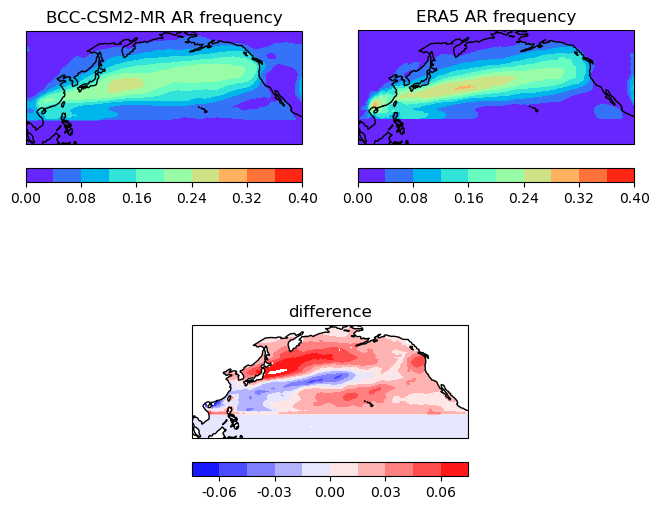 BCC-CSM2-MR AR frequency
ERA5 AR frequency
0.00 0.08 0.16 0.24 0.32 0.40
0.00 0.08 0.16 0.24 0.32 0.40
difference
-0.06 -0.03 0.00 0.03 0.06